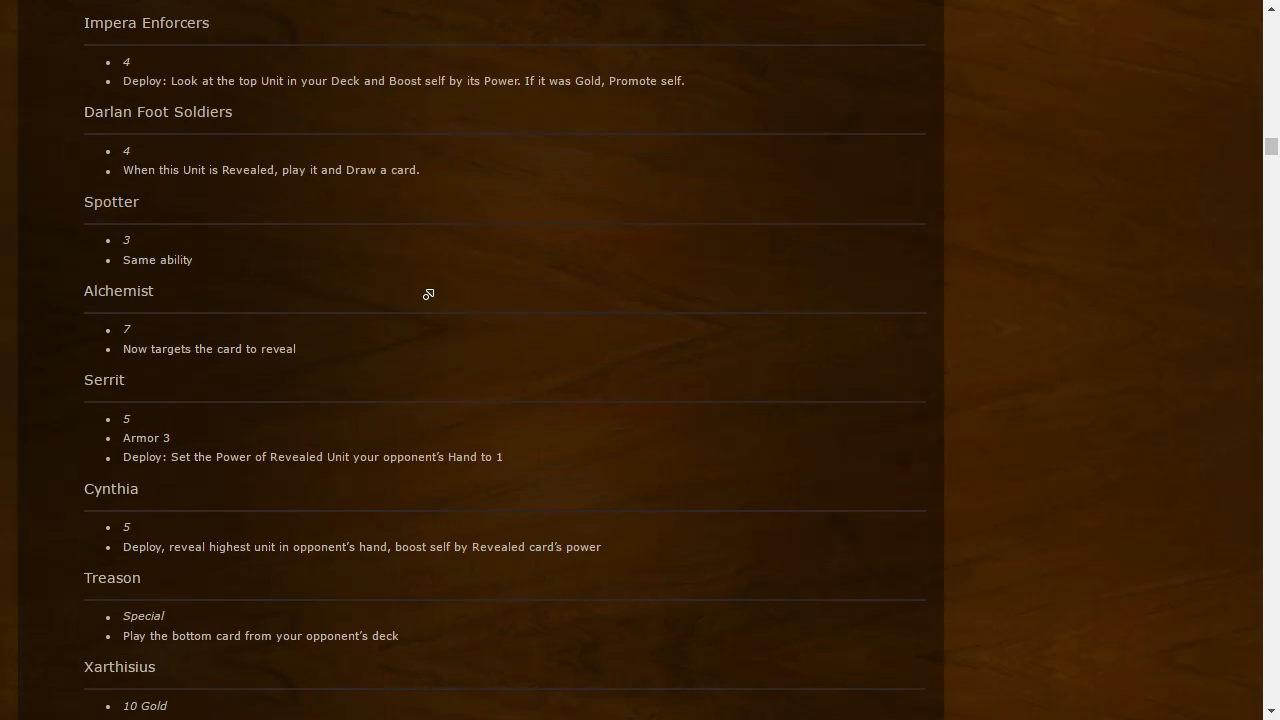 Impera Enforcers
4
Deploy: Look at the top Unit in your Deck and Boost self by its Power. If it was Gold, Promote self.
Darlan Foot Soldiers
4
When this Unit is Revealed, play it and Draw a card.
Spotter
3
Same ability
Alchemist
7
Now targets the card to reveal
Serrit
5
Armor 3
Deploy: Set the Power of Revealed Unit your opponent’s Hand to 1
Cynthia
5
Deploy, reveal highest unit in opponent’s hand, boost self by Revealed card’s power
Treason
Special
Play the bottom card from your opponent’s deck
Xarthisius
10 Gold